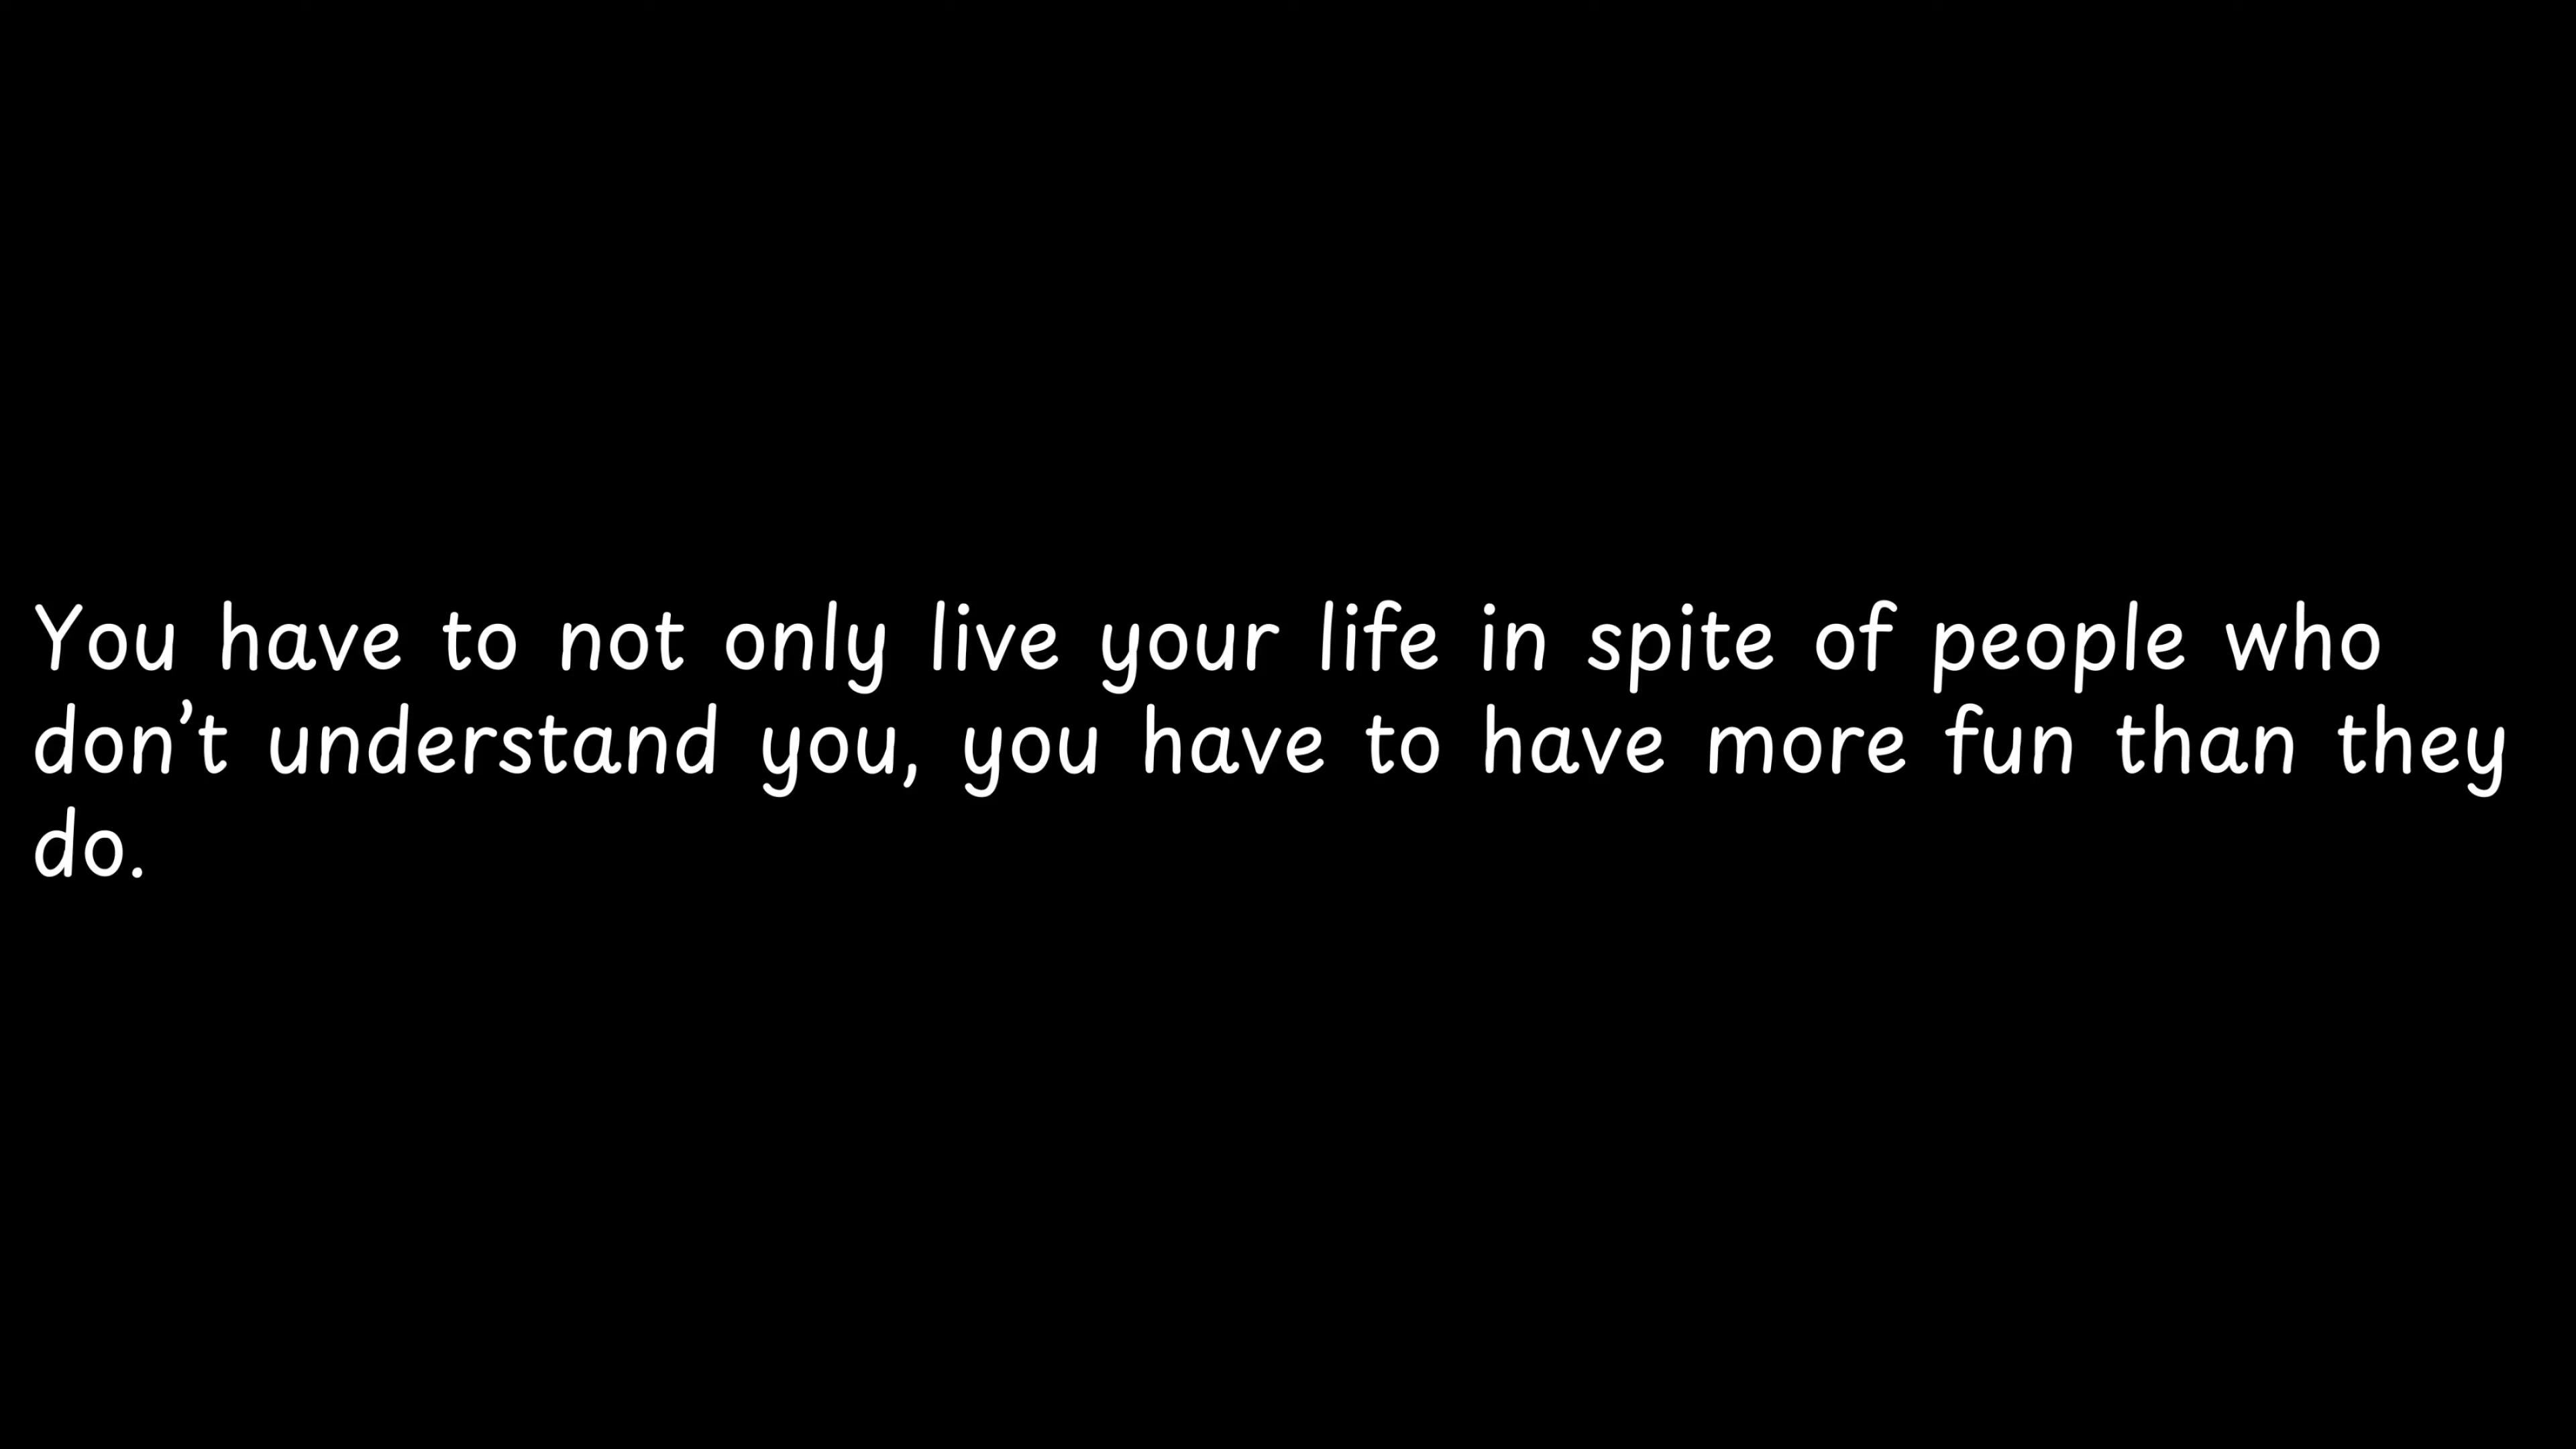 You have to not only live your life in spite of people who
don’t understand you, you have to have more fun than they
do.